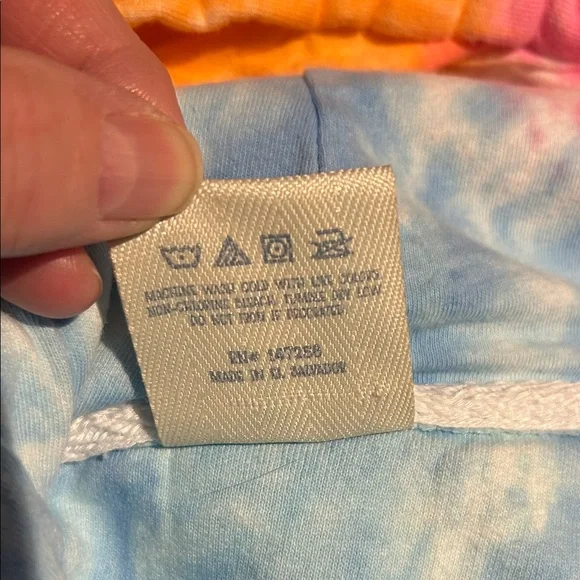 MACHINE WASH COLD WITH LIKE COLORS
NON-CHLORINE BLEACH, TUMBLE DRY LOW
DO NOT IRON IF DECORATED
RN# 147258
MADE IN EL SALVADOR